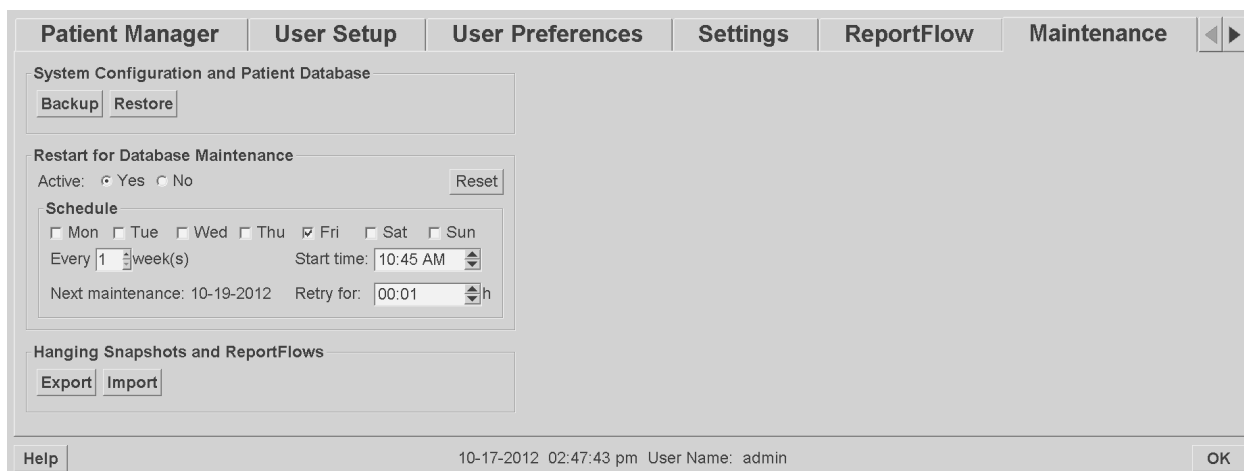 Patient Manager User Setup User Preferences Settings ReportFlow Maintenance
System Configuration and Patient Database
Backup Restore
Restart for Database Maintenance
Active: Yes No Reset
Schedule
Mon Tue Wed Thu Fri Sat Sun
Every 1 week(s) Start time: 10:45 AM
Next maintenance: 10-19-2012 Retry for: 00:01 h
Hanging Snapshots and ReportFlows
Export Import
Help 10-17-2012 02:47:43 pm User Name: admin OK